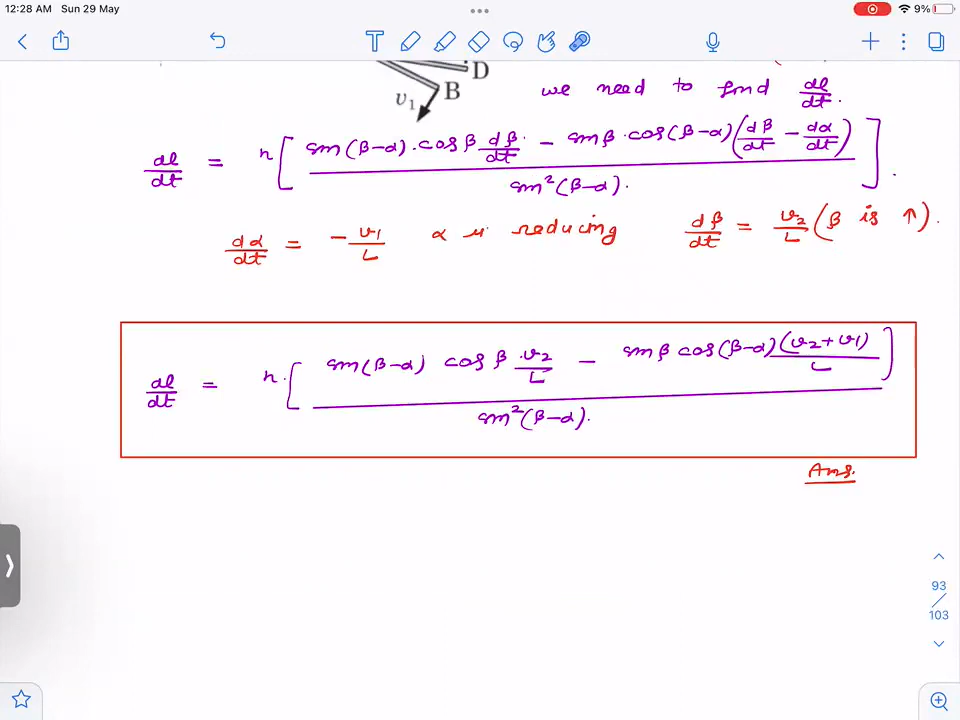 12:28 AM Sun 29 May
9%
D
B
v₁
we need to find dl/dt.
dl/dt = r [ (sin(β-α)·cos β dβ/dt - sinβ·cos(β-α)(dβ/dt - dα/dt)) / sin²(β-α). ].
dα/dt = -v₁/L α is reducing dβ/dt = v₂/L (β is ↑).
dl/dt = r·[ (sin(β-α) cos β·v₂/L - sinβ cos(β-α)(v₂+v₁)/L) / sin²(β-α). ]
Ans.
93
/
103